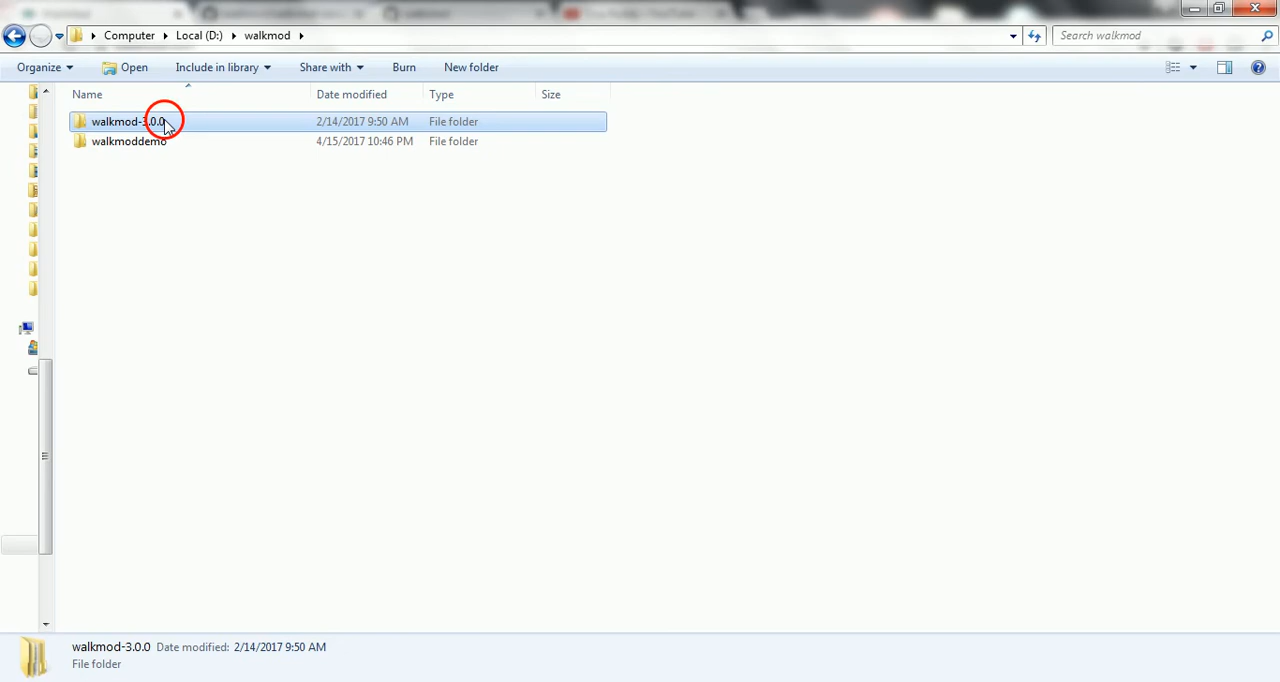 Computer Local (D:) walkmod Search walkmod
Organize Open Include in library Share with Burn New folder
Name Date modified Type Size
walkmod-3.0.0 2/14/2017 9:50 AM File folder
walkmoddemo 4/15/2017 10:46 PM File folder
walkmod-3.0.0 Date modified: 2/14/2017 9:50 AM
File folder